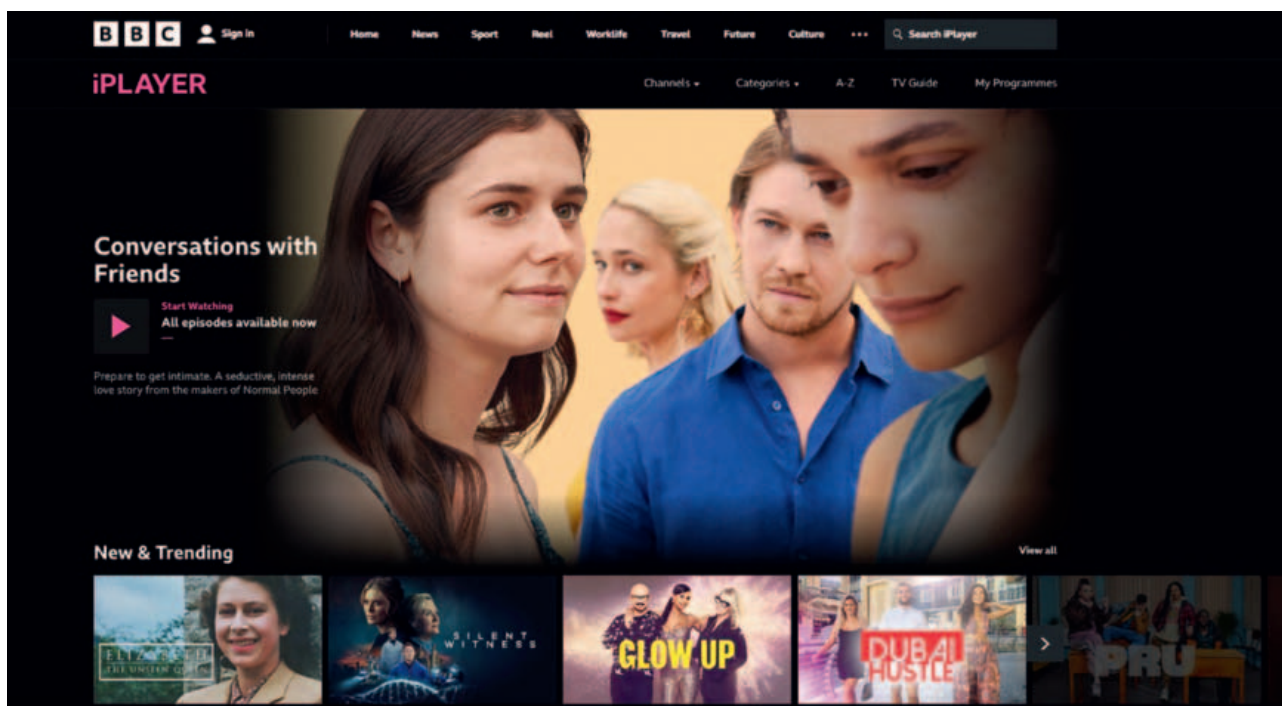 BBC Sign in Home News Sport Reel Worklife Travel Future Culture ••• Search iPlayer
iPLAYER Channels Categories A-Z TV Guide My Programmes
Conversations with
Friends
Start Watching
All episodes available now
Prepare to get intimate. A seductive, intense
love story from the makers of Normal People
New & Trending View all
ELIZABETH
THE UNSEEN QUEEN
SILENT
WITNESS
GLOW UP
DUBAI
HUSTLE
PRU